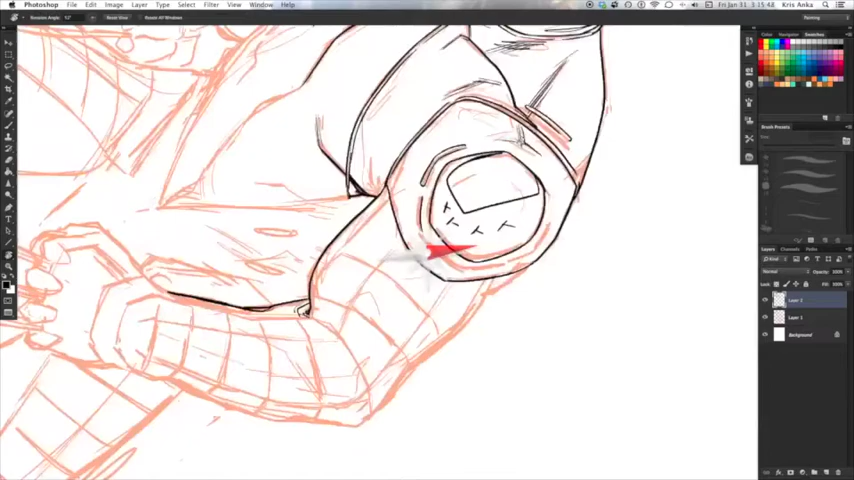 Photoshop File Edit Image Layer Type Select Filter View Window Help
Fri Jan 31 3:15:48 Kris Anka
Rotation Angle: Reset View Rotate All Windows
Painting
Color Navigator Swatches
Brush Presets
Layers Channels Paths
Kind
Normal Opacity: 100%
Lock: Fill: 100%
Layer 2
Layer 1
Background